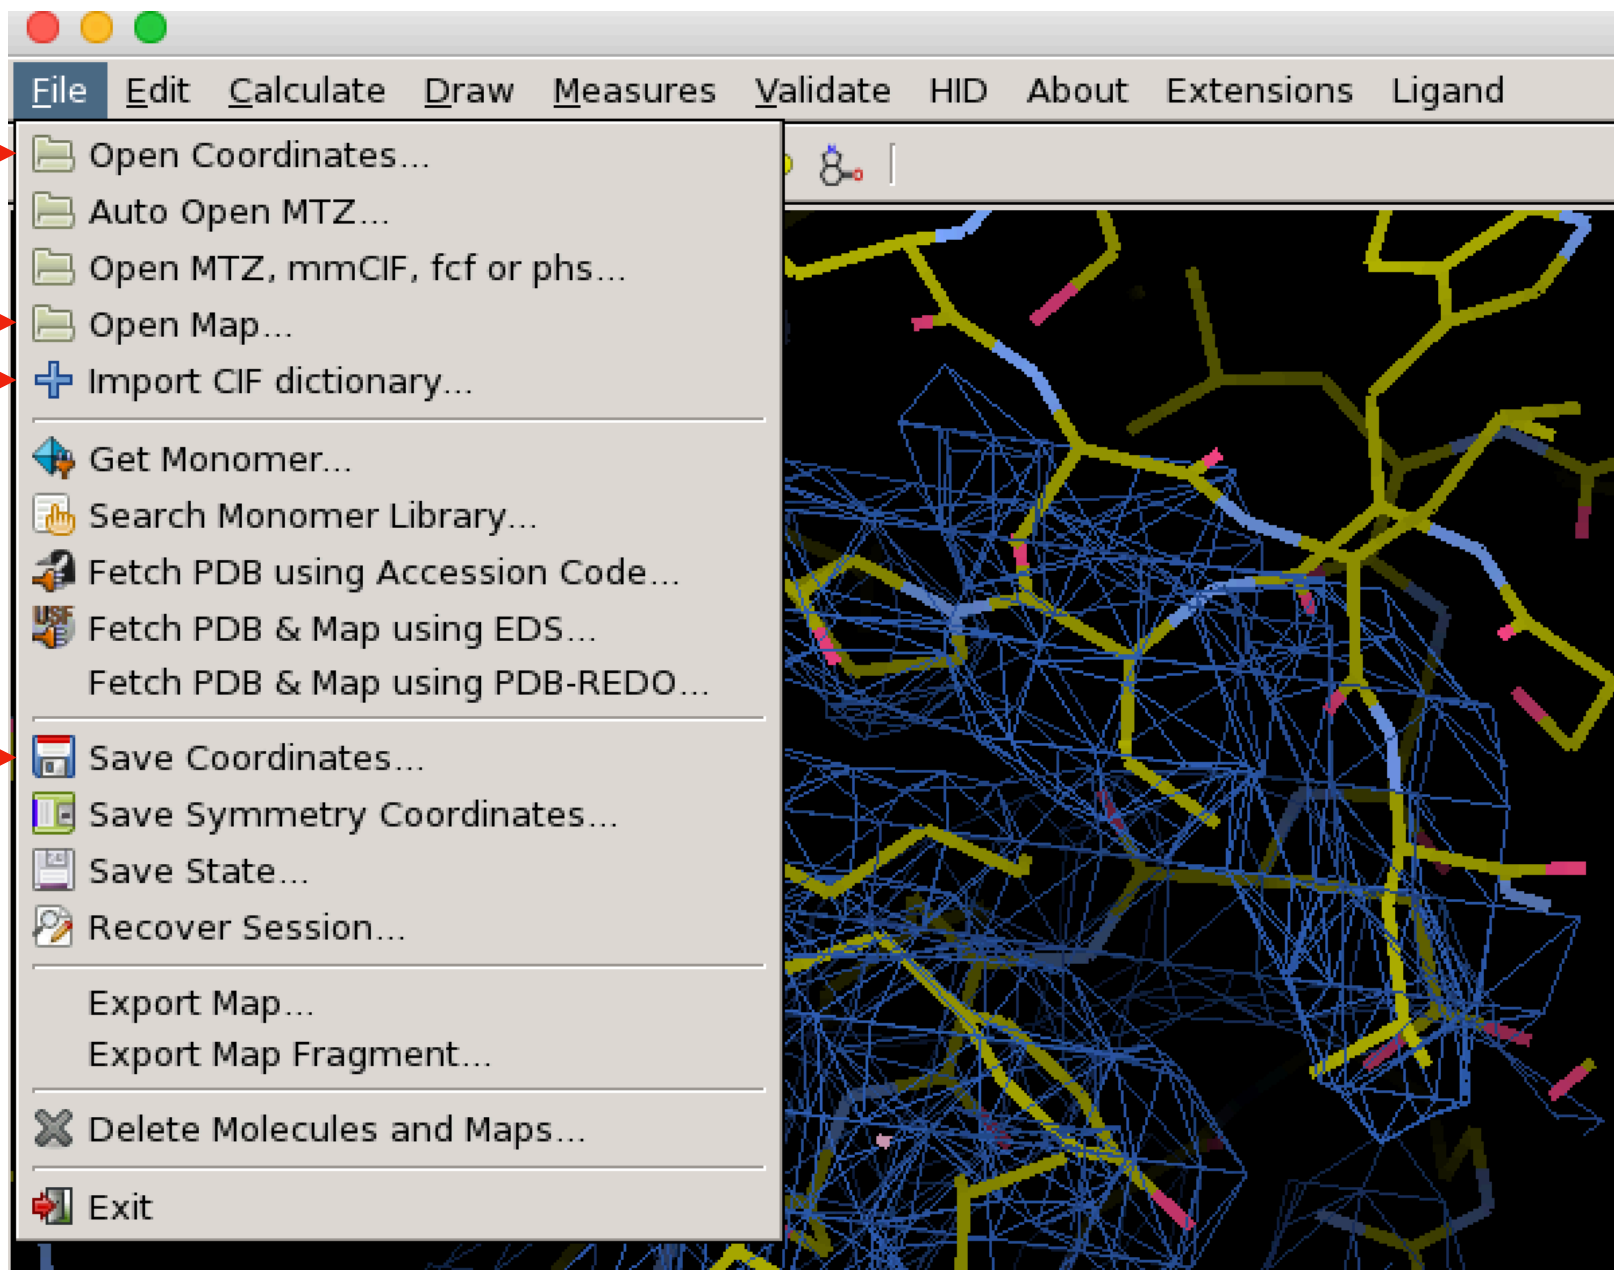 File Edit Calculate Draw Measures Validate HID About Extensions Ligand
Open Coordinates...
Auto Open MTZ...
Open MTZ, mmCIF, fcf or phs...
Open Map...
Import CIF dictionary...
Get Monomer...
Search Monomer Library...
Fetch PDB using Accession Code...
USF
Fetch PDB & Map using EDS...
Fetch PDB & Map using PDB-REDO...
Save Coordinates...
Save Symmetry Coordinates...
Save State...
Recover Session...
Export Map...
Export Map Fragment...
Delete Molecules and Maps...
Exit